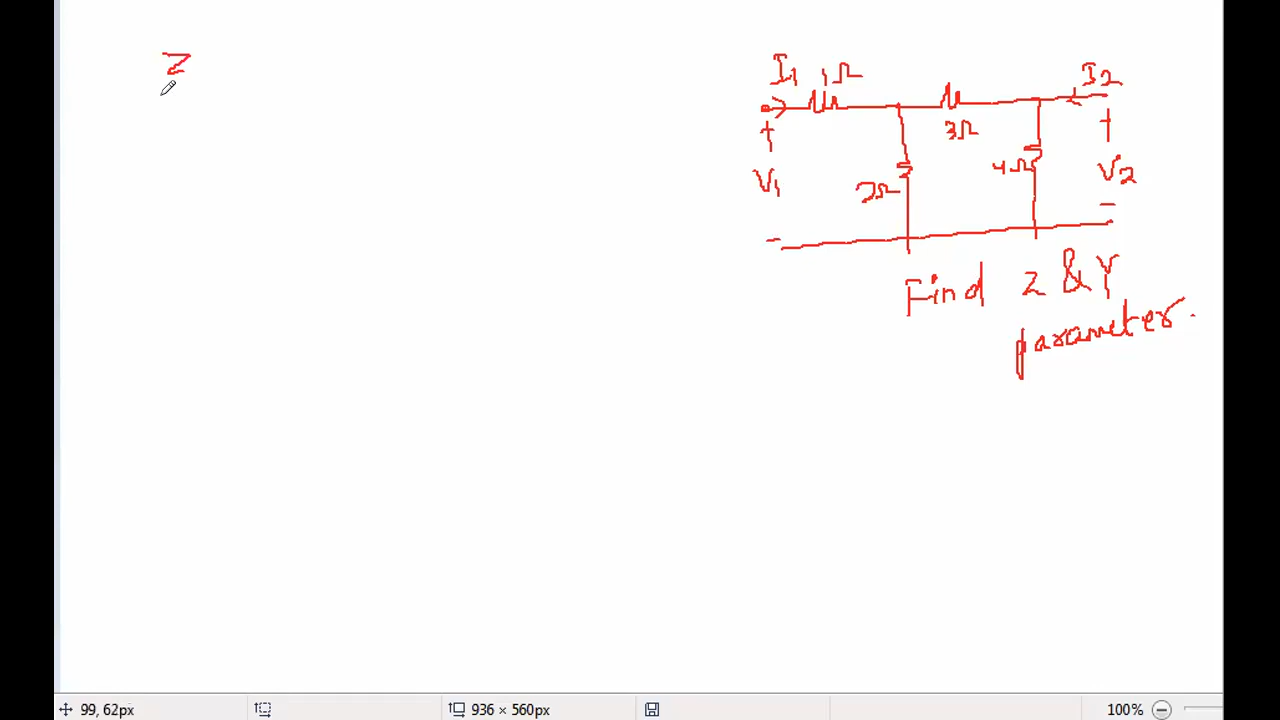 Z
I1 1Ω I2
+ 3Ω +
V1 2Ω 4Ω V2
- -
Find Z & Y
parameter.
99, 62px 936 × 560px 100%